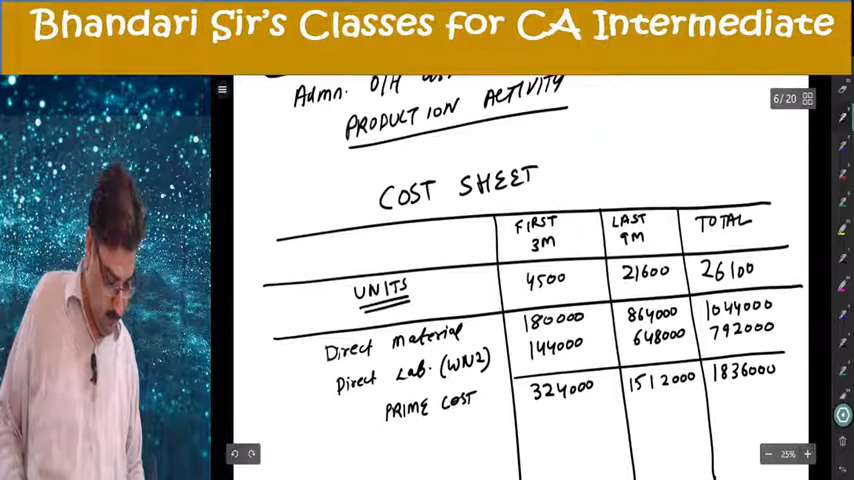 Bhandari Sir's Classes for CA Intermediate
Admn. O/H
PRODUCTION ACTIVITY
6/20
COST SHEET
FIRST 3M LAST 9M TOTAL
UNITS 4500 21600 26100
Direct material 180000 864000 1044000
Direct Lab. (WN2) 144000 648000 792000
PRIME COST 324000 1512000 1836000
25%